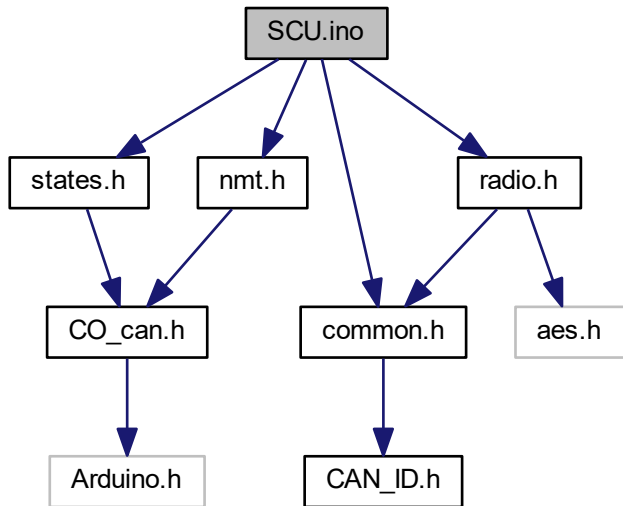 SCU.ino
states.h
nmt.h
radio.h
CO_can.h
common.h
aes.h
Arduino.h
CAN_ID.h